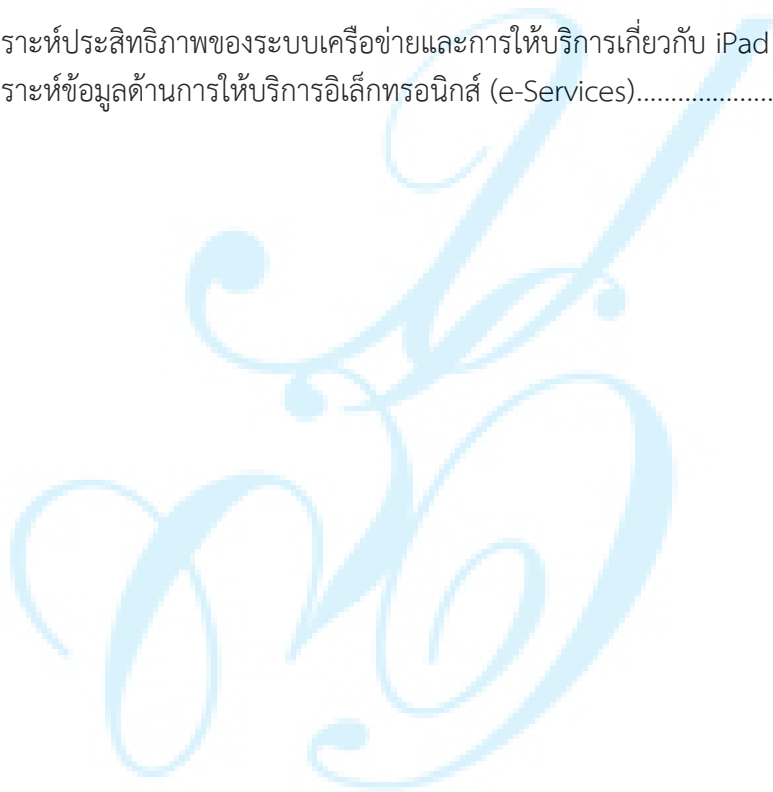 ราะห์ประสิทธิภาพของระบบเครือข่ายและการให้บริการเกี่ยวกับ iPad
ราะห์ข้อมูลด้านการให้บริการอิเล็กทรอนิกส์ (e-Services)....................